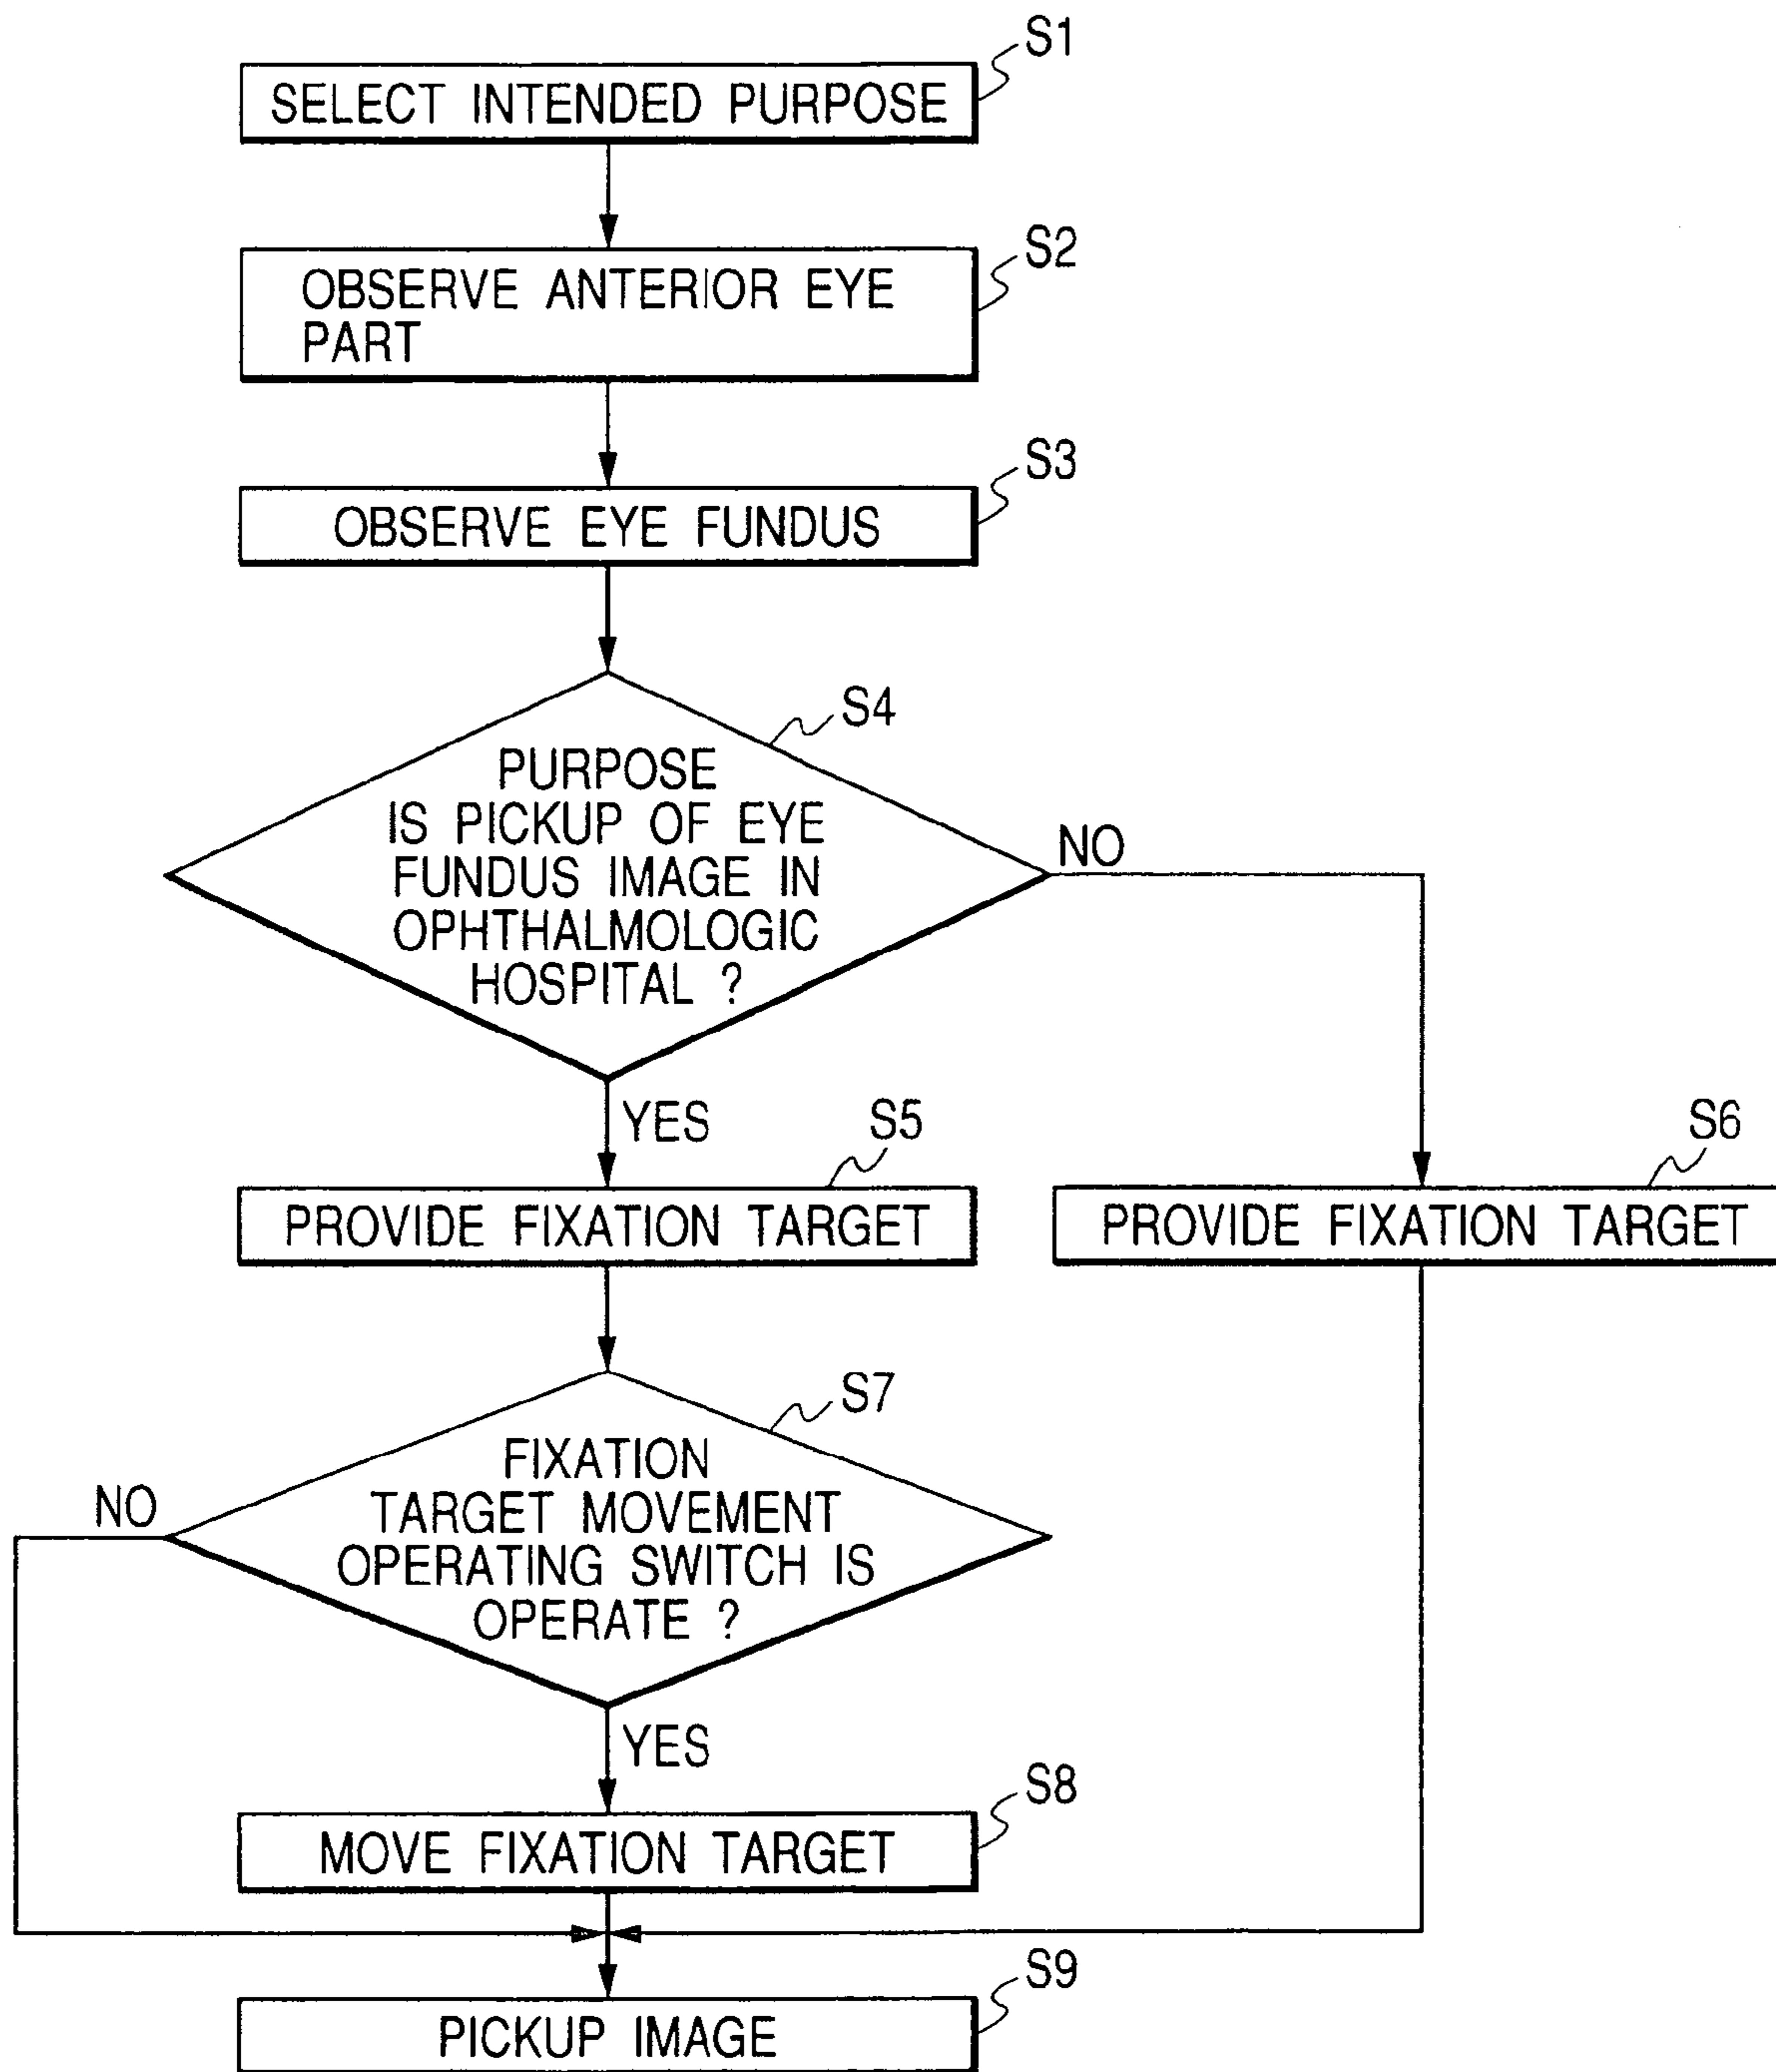 S1
SELECT INTENDED PURPOSE
S2
OBSERVE ANTERIOR EYE
PART
S3
OBSERVE EYE FUNDUS
S4
PURPOSE
IS PICKUP OF EYE
FUNDUS IMAGE IN
OPHTHALMOLOGIC
HOSPITAL ?
NO
YES
S5
PROVIDE FIXATION TARGET
S6
PROVIDE FIXATION TARGET
S7
FIXATION
TARGET MOVEMENT
OPERATING SWITCH IS
OPERATE ?
NO
YES
S8
MOVE FIXATION TARGET
S9
PICKUP IMAGE